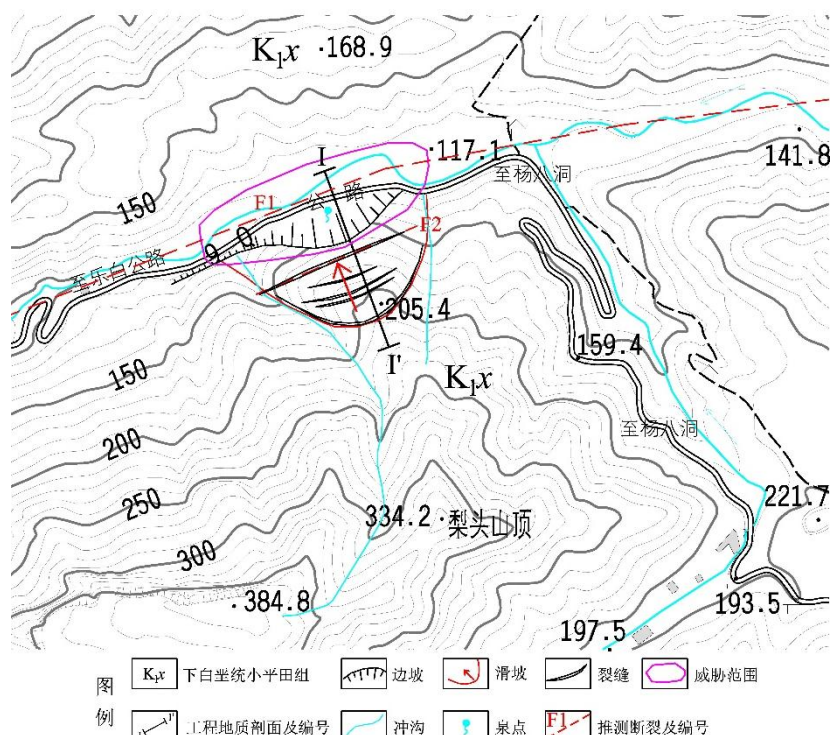 K₁x ·168.9
·117.1
141.8
I
至杨八洞
公路
F1
F2
150
90
至乐白公路
·205.4
I'
150
159.4
K₁x
200
至杨八洞
250
334.2·犁头山顶
221.7
300
·384.8
193.5
197.5
图例
K₁x 下白垩统小平田组
边坡
滑坡
裂缝
威胁范围
I I' 工程地质剖面及编号
冲沟
泉点
F1 推测断裂及编号